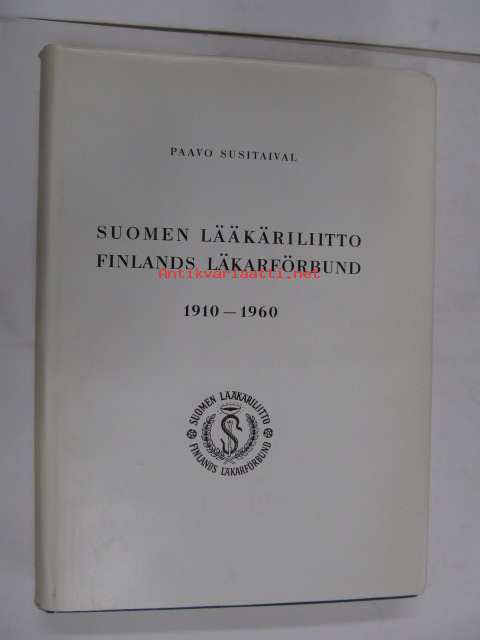 PAAVO SUSITAIVAL
SUOMEN LÄÄKÄRILIITTO
FINLANDS LÄKARFÖRBUND
Antikvariaatti.net
1910 – 1960
SUOMEN LÄÄKÄRILIITTO
FINLANDS LÄKARFÖRBUND